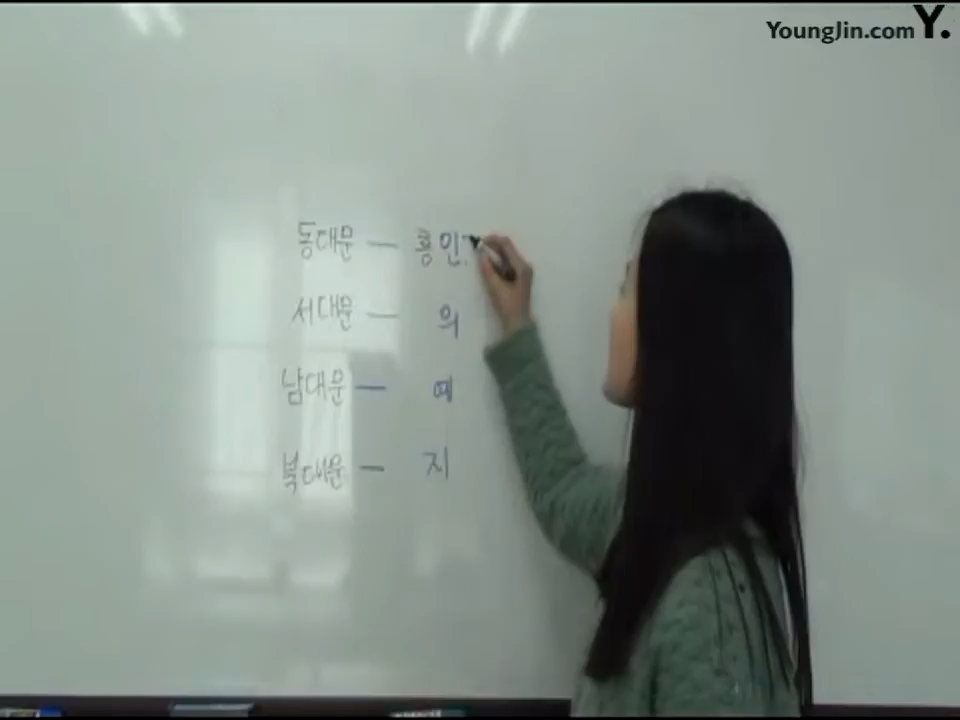 YoungJin.com Y.
동대문 — 흥인
서대문 — 의
남대문 — 예
북대문 — 지